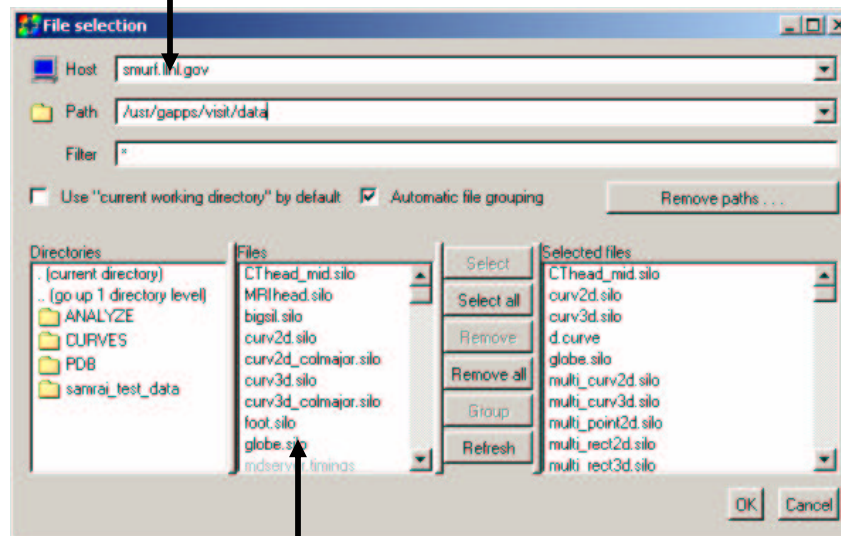 File selection
Host smurf.llnl.gov
Path /usr/gapps/visit/data
Filter *
Use "current working directory" by default Automatic file grouping Remove paths . . .
Directories
. (current directory)
.. (go up 1 directory level)
ANALYZE
CURVES
PDB
samrai_test_data
Files
CThead_mid.silo
MRIhead.silo
bigsil.silo
curv2d.silo
curv2d_colmajor.silo
curv3d.silo
curv3d_colmajor.silo
foot.silo
globe.silo
mdserver.timings
Select
Select all
Remove
Remove all
Group
Refresh
Selected files
CThead_mid.silo
curv2d.silo
curv3d.silo
d.curve
globe.silo
multi_curv2d.silo
multi_curv3d.silo
multi_point2d.silo
multi_rect2d.silo
multi_rect3d.silo
OK Cancel